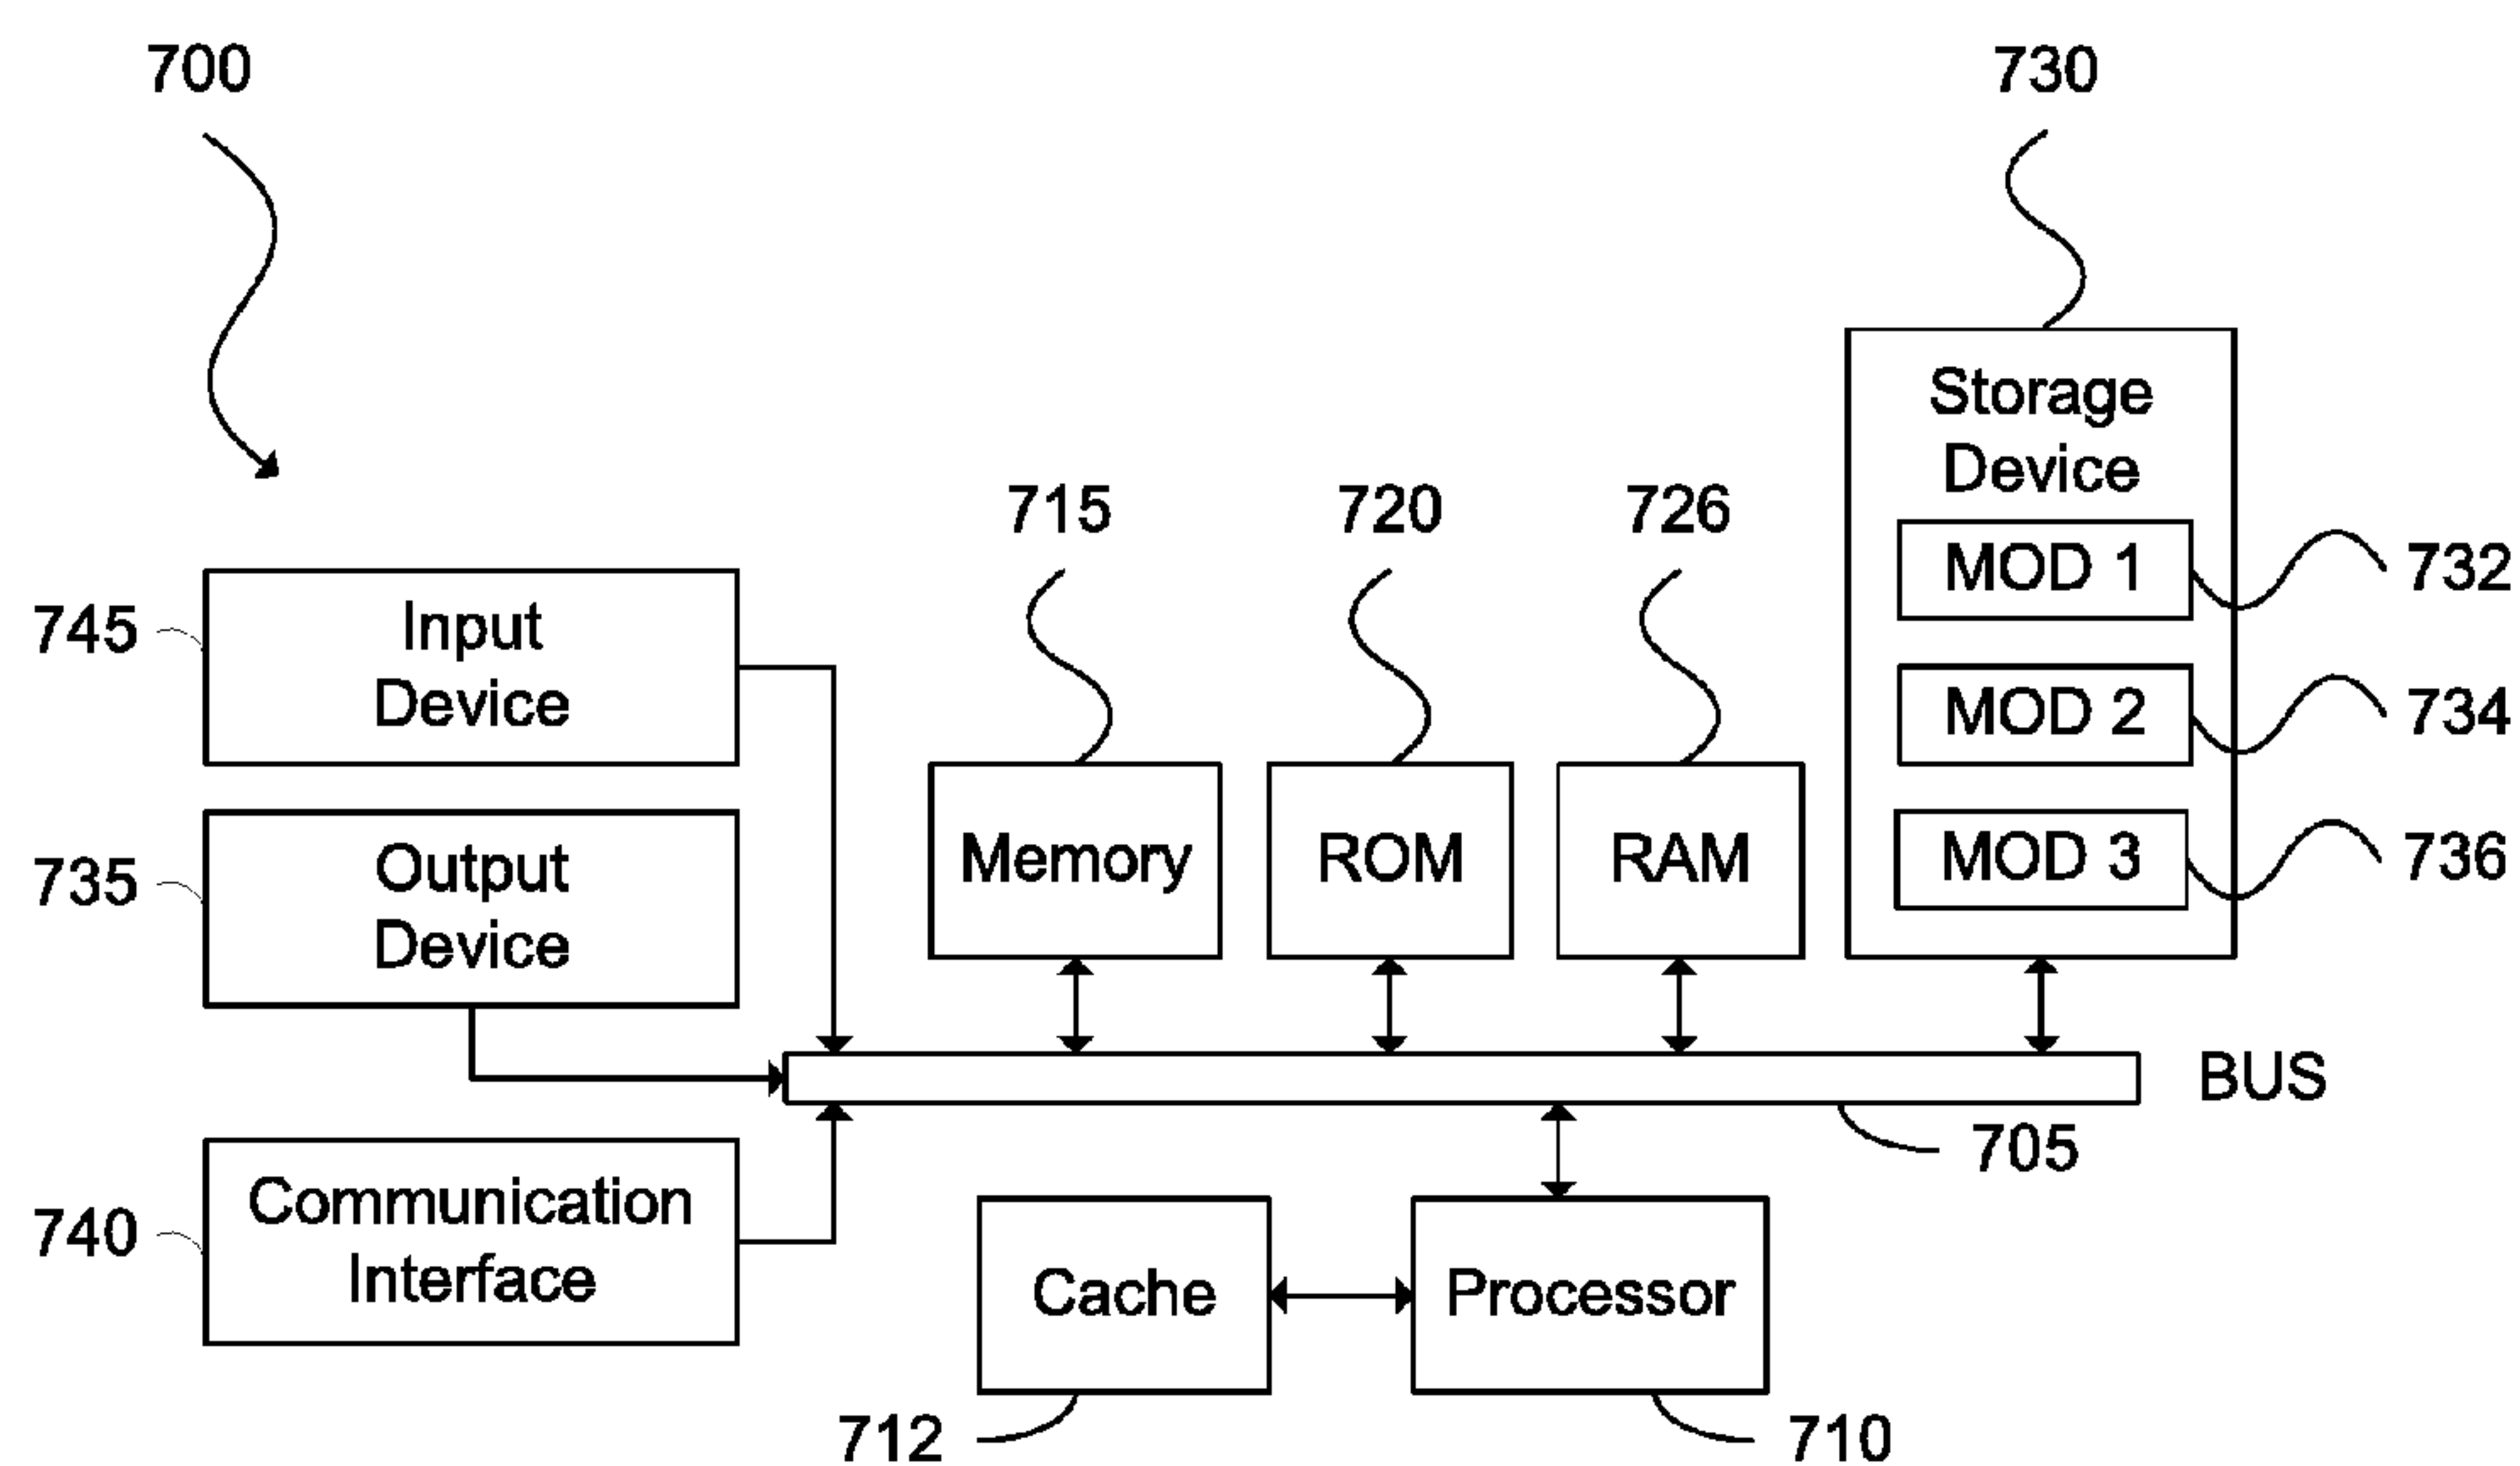 700
730
Storage
Device
715
720
726
MOD 1
732
745
Input
Device
MOD 2
734
Memory
ROM
RAM
MOD 3
736
735
Output
Device
BUS
705
740
Communication
Interface
Cache
Processor
712
710